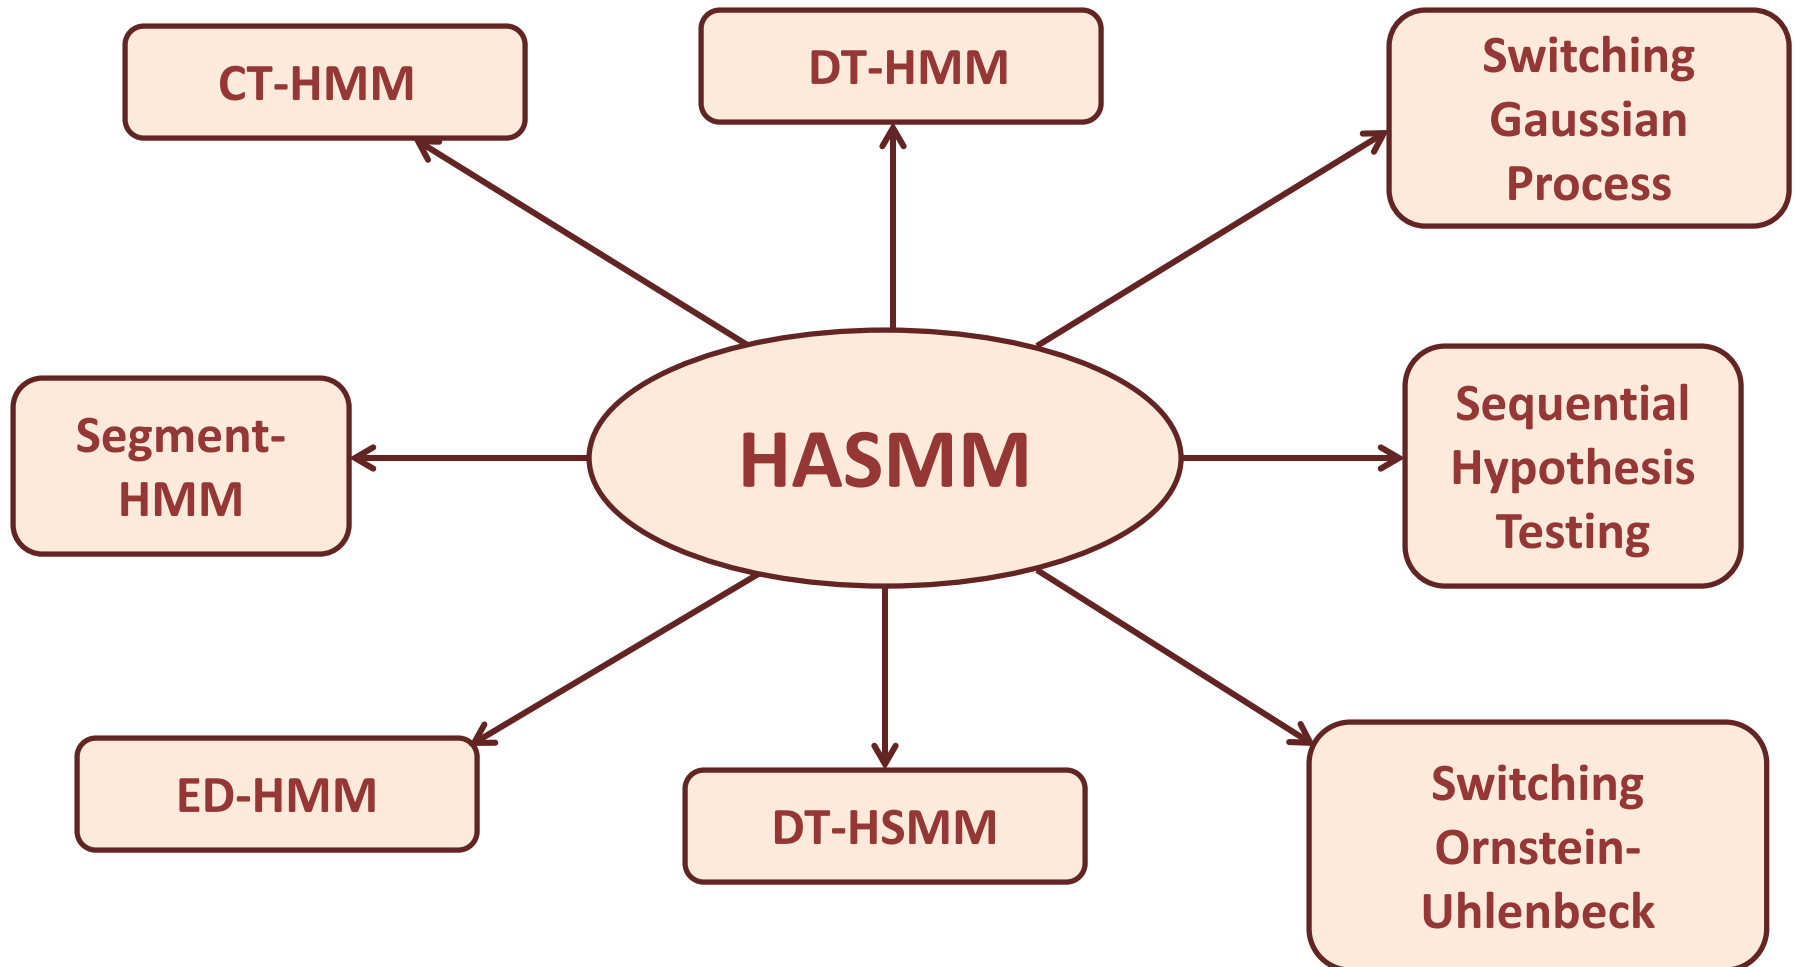 CT-HMM
DT-HMM
Switching
Gaussian
Process
Segment-
HMM
HASMM
Sequential
Hypothesis
Testing
ED-HMM
DT-HSMM
Switching
Ornstein-
Uhlenbeck